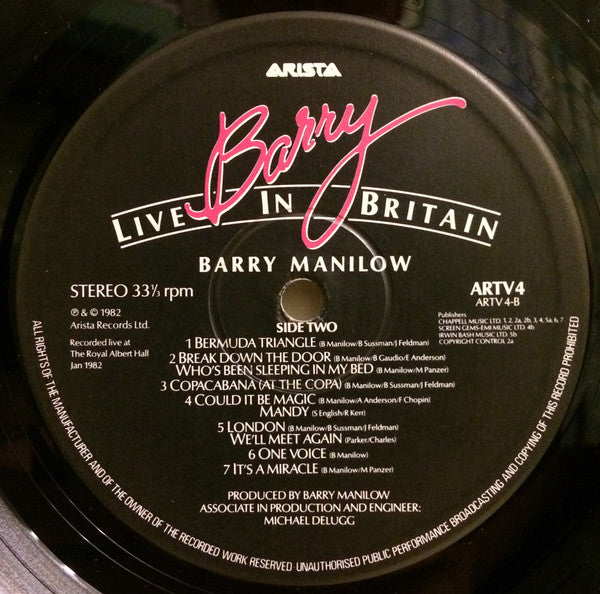 ARISTA
Barry
LIVE IN BRITAIN
BARRY MANILOW
STEREO 33⅓ rpm
ARTV4
ARTV 4-B
℗ & © 1982
Arista Records Ltd.
Recorded live at
The Royal Albert Hall
Jan 1982
Publishers
CHAPPELL MUSIC LTD. 1, 2, 2a, 2b, 3, 4, 5a, 6, 7
SCREEN GEMS-EMI MUSIC LTD. 4b
IRWIN BASH MUSIC LTD. 5b
COPYRIGHT CONTROL 2a
SIDE TWO
1 BERMUDA TRIANGLE (B Manilow/B Sussman/J Feldman)
2 BREAK DOWN THE DOOR (B Manilow/B Gaudio/E Anderson)
WHO'S BEEN SLEEPING IN MY BED (B Manilow/M Panzer)
3 COPACABANA (AT THE COPA) (B Manilow/B Sussman/J Feldman)
4 COULD IT BE MAGIC (B Manilow/A Anderson/F Chopin)
MANDY (S English/R Kerr)
5 LONDON (B Manilow/B Sussman/J Feldman)
WE'LL MEET AGAIN (Parker/Charles)
6 ONE VOICE (B Manilow)
7 IT'S A MIRACLE (B Manilow/M Panzer)
PRODUCED BY BARRY MANILOW
ASSOCIATE IN PRODUCTION AND ENGINEER:
MICHAEL DELUGG
ALL RIGHTS OF THE MANUFACTURER AND OF THE OWNER OF THE RECORDED WORK RESERVED · UNAUTHORISED PUBLIC PERFORMANCE BROADCASTING AND COPYING OF THIS RECORD PROHIBITED